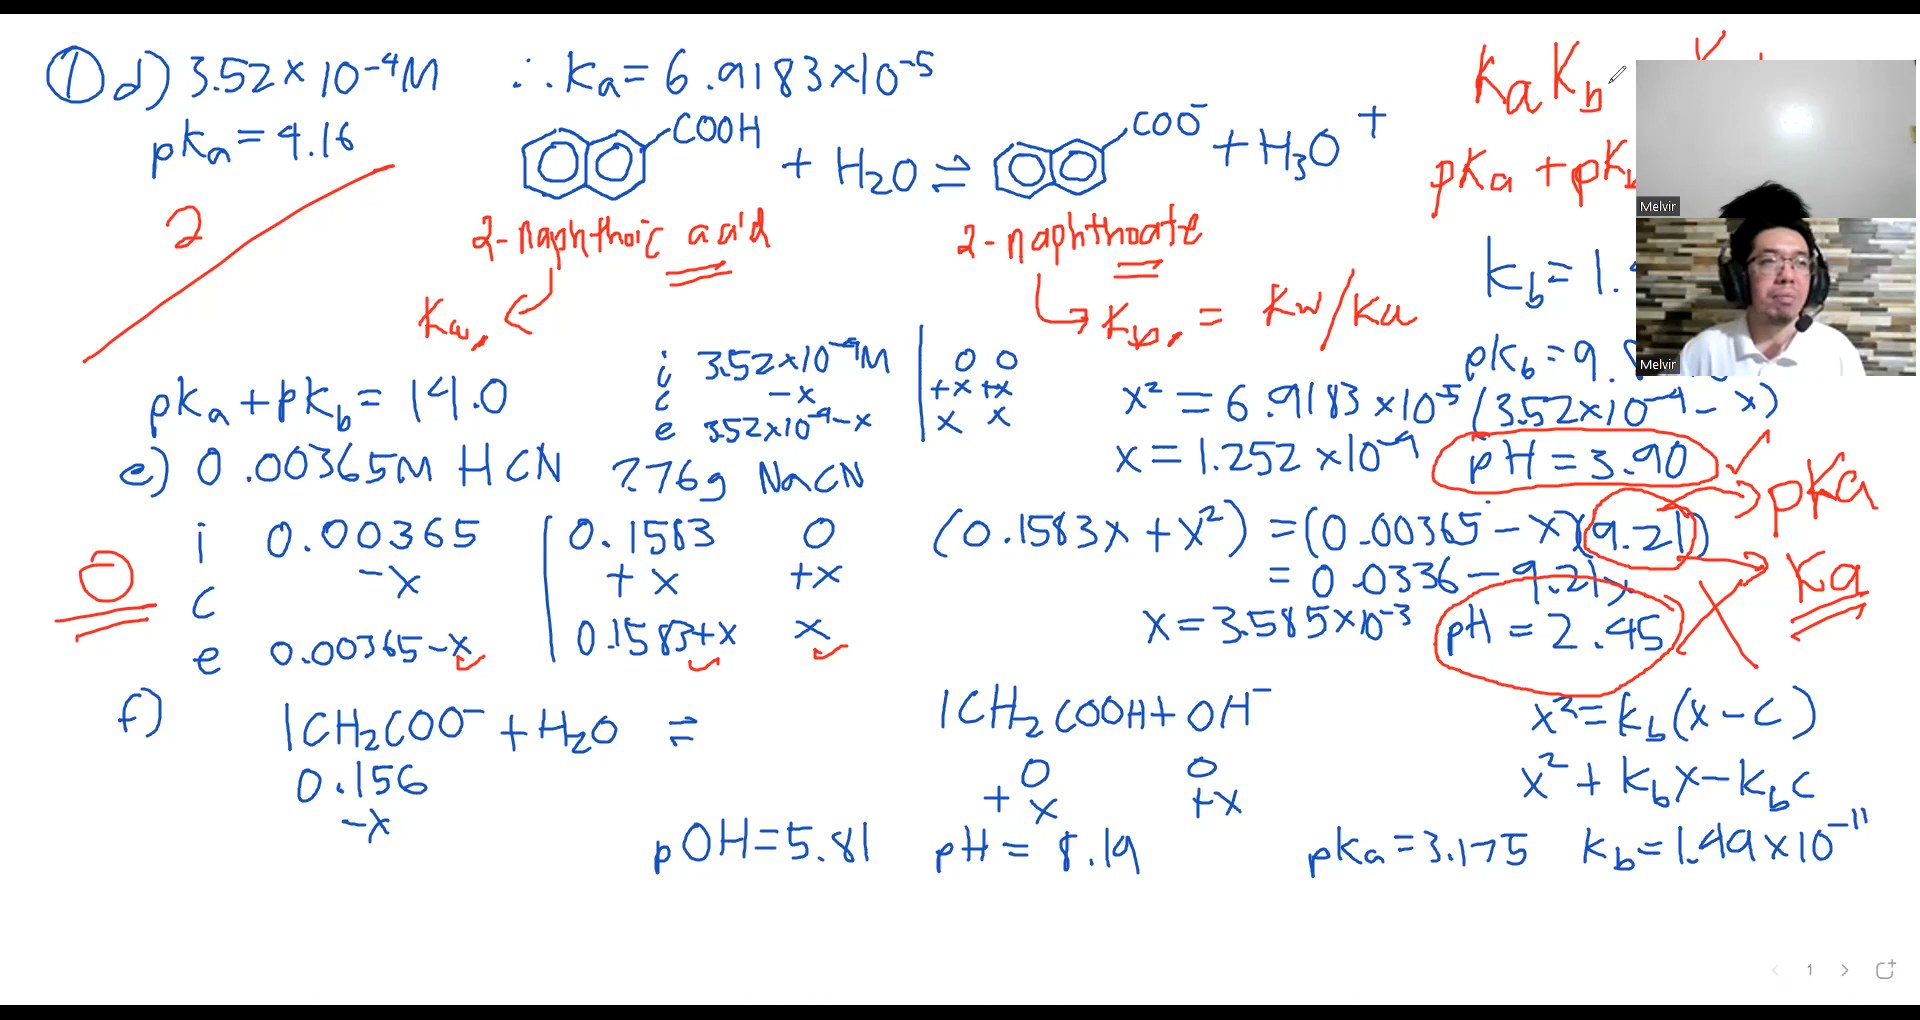 ① d) 3.52 × 10⁻⁴M ∴ Ka = 6.9183×10⁻⁵
pKa = 4.16
COOH + H₂O ⇌ COO⁻ + H₃O⁺
Ka Kb
pKa + pK
2
2-naphthoic acid
2-naphthoate
Ka
Kb = Kw/Ka
Kb = 1.
pKb = 9.
Melvir
Melvir
pKa + pKb = 14.0
i 3.52×10⁻⁴M | 0 0
c -x | +x +x
e 3.52×10⁻⁴-x | x x
x² = 6.9183 ×10⁻⁵ (3.52×10⁻⁴ - x)
x = 1.252 ×10⁻⁴ pH = 3.90 ✓
e) 0.00365M HCN 7.76g NaCN
i 0.00365 | 0.1583 0
c -x | +x +x
e 0.00365-x | 0.1583+x x
0
(0.1583x + x²) = (0.00365 - x)(9.21)
= 0.0336 - 9.21x
x = 3.585×10⁻³ pH = 2.45
pKa
Ka
f) ICH₂COO⁻ + H₂O ⇌ ICH₂COOH + OH⁻
0.156 0 0
-x +x +x
x² = Kb(x - c)
x² + Kbx - Kbc
pOH = 5.81 pH = 8.19 pKa = 3.175 Kb = 1.49×10⁻¹¹
1